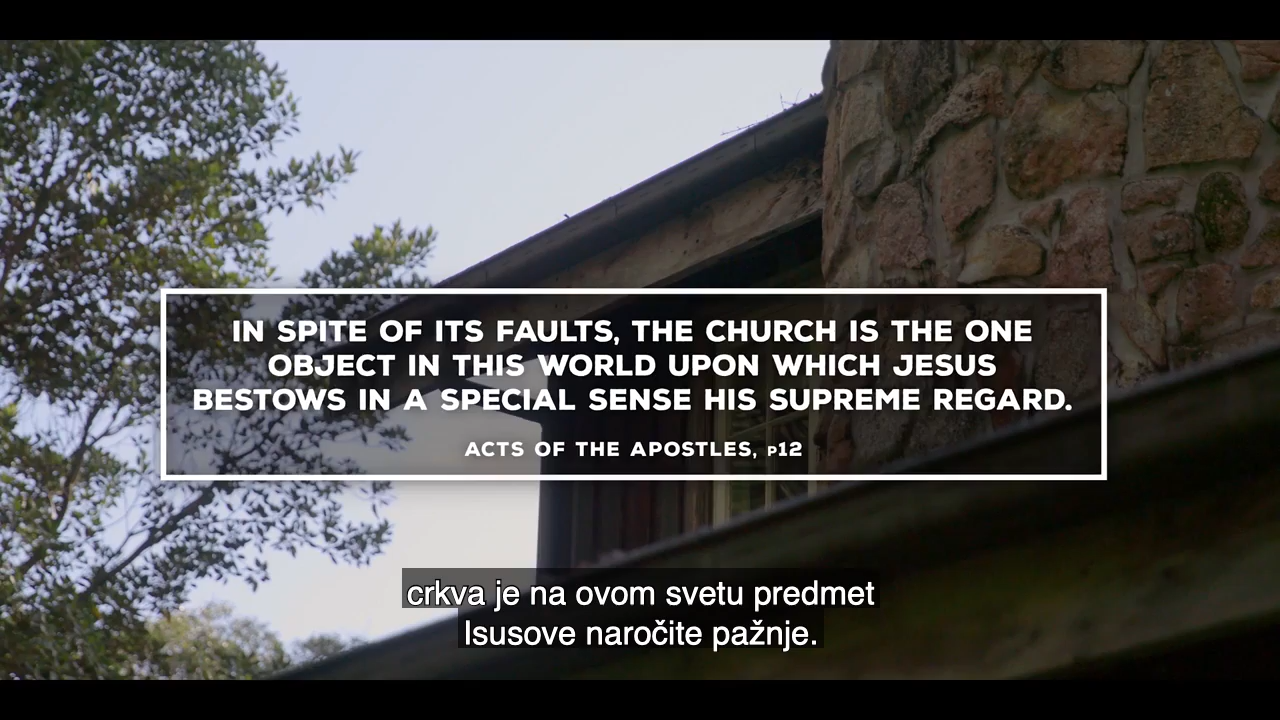 IN SPITE OF ITS FAULTS, THE CHURCH IS THE ONE
OBJECT IN THIS WORLD UPON WHICH JESUS
BESTOWS IN A SPECIAL SENSE HIS SUPREME REGARD.
ACTS OF THE APOSTLES, P12
crkva je na ovom svetu predmet
Isusove naročite pažnje.